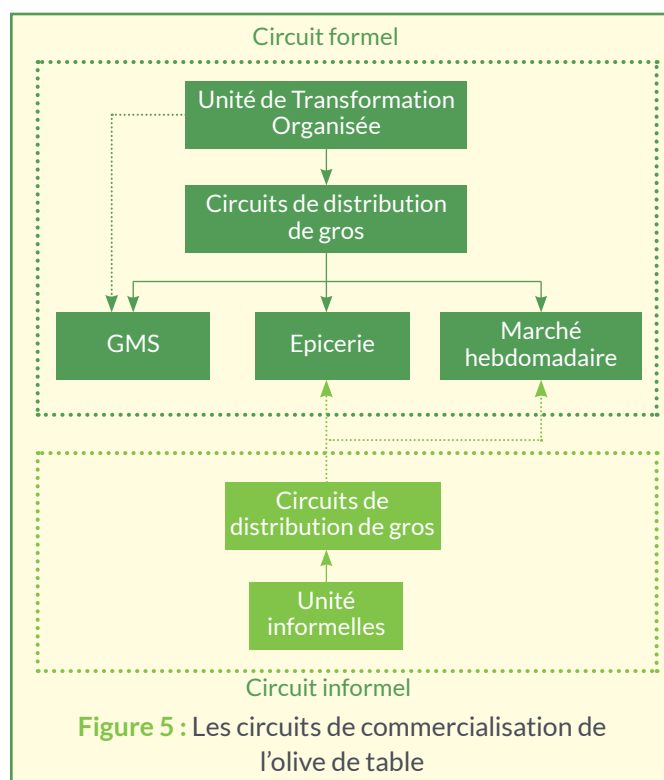 Circuit formel
Unité de Transformation
Organisée
Circuits de distribution
de gros
GMS
Epicerie
Marché
hebdomadaire
Circuits de
distribution de gros
Unité
informelles
Circuit informel
Figure 5 : Les circuits de commercialisation de
l’olive de table